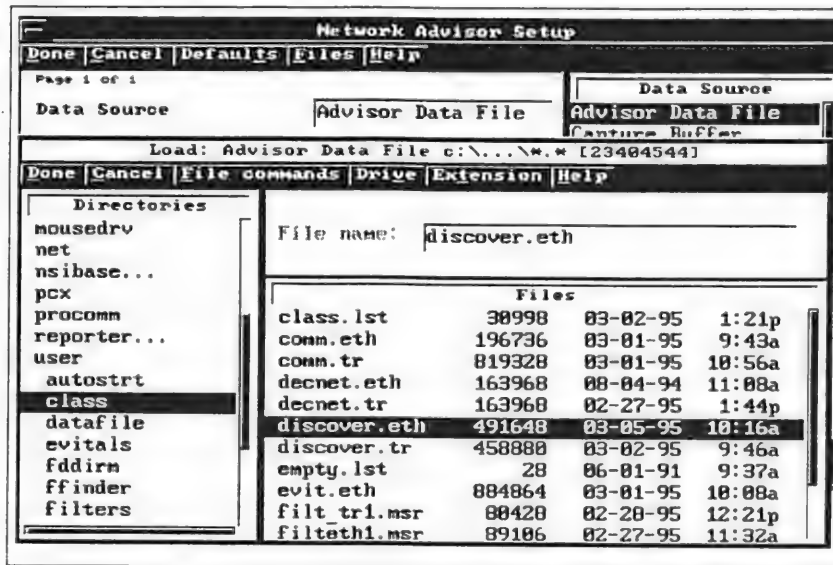 Network Advisor Setup
Done Cancel Defaults Files Help
Page 1 of 1
Data Source Advisor Data File
Data Source
Advisor Data File
Capture Buffer
Load: Advisor Data File c:\...\*.* [23404544]
Done Cancel File commands Drive Extension Help
Directories
mousedrv
net
nsibase...
pcx
procomm
reporter...
user
autostrt
class
datafile
evitals
fddirm
ffinder
filters
File name: discover.eth
Files
class.lst 30998 03-02-95 1:21p
comm.eth 196736 03-01-95 9:43a
comm.tr 819328 03-01-95 10:56a
decnet.eth 163968 08-04-94 11:08a
decnet.tr 163968 02-27-95 1:44p
discover.eth 491648 03-05-95 10:16a
discover.tr 458880 03-02-95 9:46a
empty.lst 28 06-01-91 9:37a
evit.eth 884864 03-01-95 10:08a
filt_tr1.msr 80428 02-28-95 12:21p
filteth1.msr 89106 02-27-95 11:32a